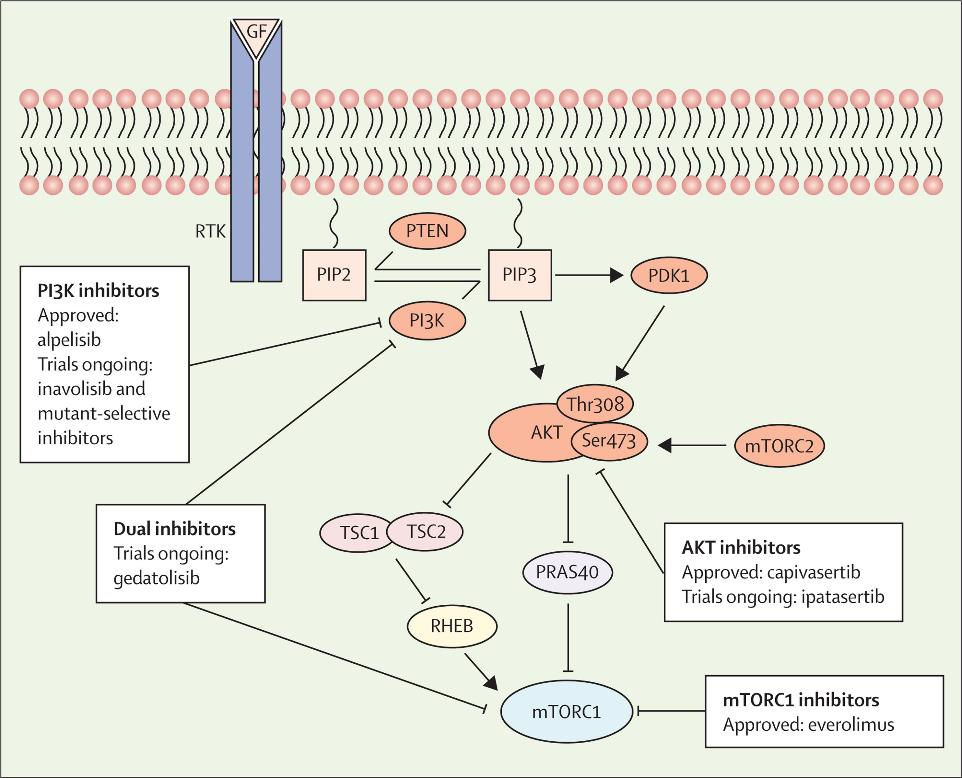 GF
RTK
PTEN
PIP2
PIP3
PDK1
PI3K
PI3K inhibitors
Approved:
alpelisib
Trials ongoing:
inavolisib and
mutant-selective
inhibitors
Thr308
AKT
Ser473
mTORC2
Dual inhibitors
Trials ongoing:
gedatolisib
TSC1
TSC2
PRAS40
AKT inhibitors
Approved: capivasertib
Trials ongoing: ipatasertib
RHEB
mTORC1
mTORC1 inhibitors
Approved: everolimus